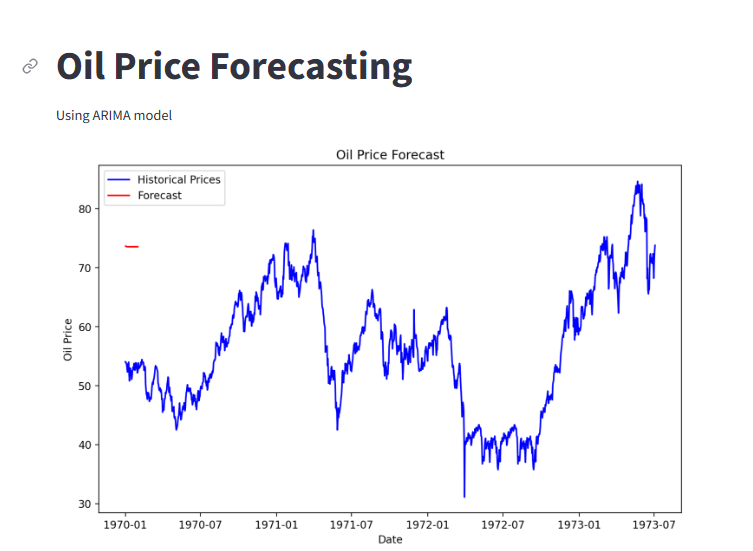 Oil Price Forecasting
Using ARIMA model
Oil Price Forecast
Historical Prices
Forecast
80
70
60
50
40
30
Oil Price
1970-01 1970-07 1971-01 1971-07 1972-01 1972-07 1973-01 1973-07
Date